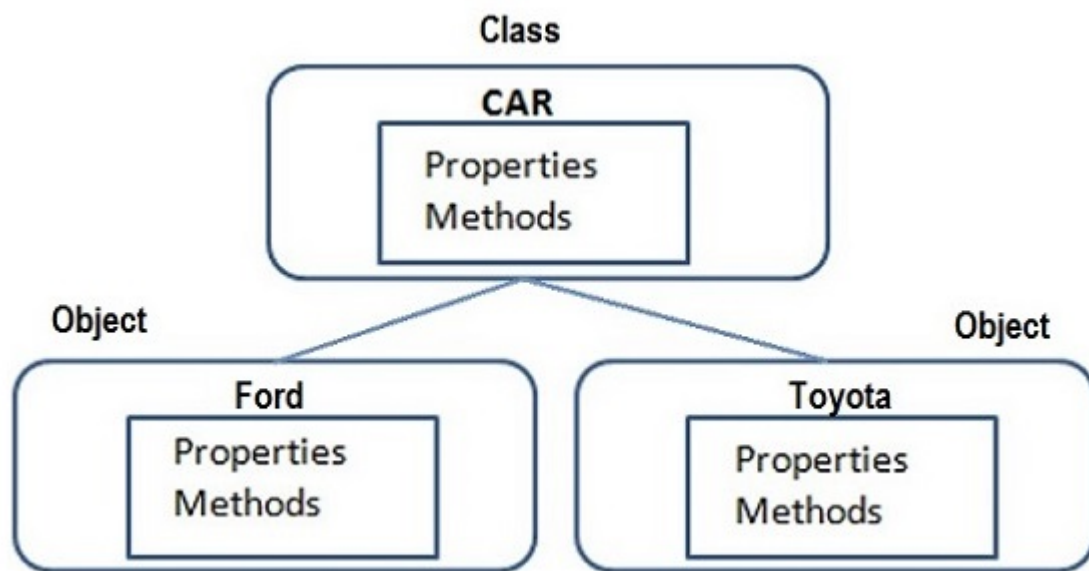 Class
CAR
Properties
Methods
Object
Object
Ford
Properties
Methods
Toyota
Properties
Methods